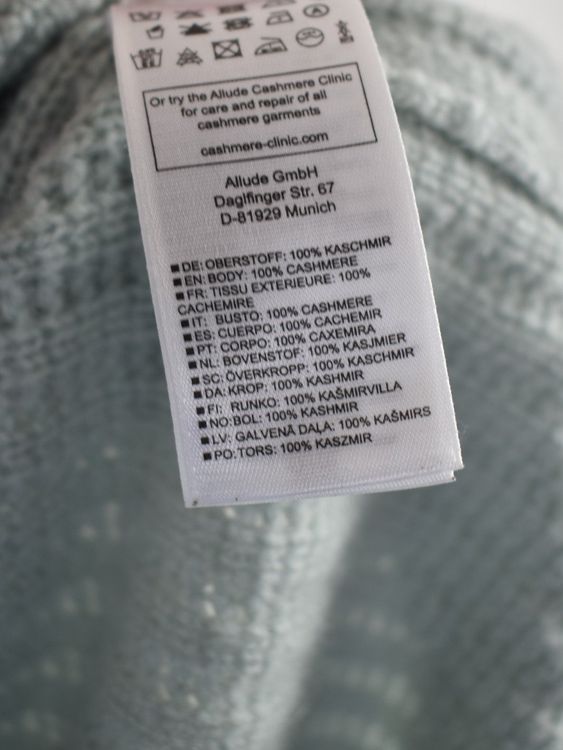 Or try the Allude Cashmere Clinic
for care and repair of all
cashmere garments
cashmere-clinic.com
Allude GmbH
Daglfinger Str. 67
D-81929 Munich
■DE: OBERSTOFF: 100% KASCHMIR
■EN: BODY: 100% CASHMERE
■FR: TISSU EXTERIEURE: 100%
CACHEMIRE
■IT: BUSTO: 100% CASHMERE
■ES: CUERPO: 100% CACHEMIR
■PT: CORPO: 100% CAXEMIRA
■NL: BOVENSTOF: 100% KASJMIER
■SC: ÖVERKROPP: 100% KASCHMIR
■DA: KROP: 100% KASHMIR
■FI: RUNKO: 100% KAŠMIRVILLA
■NO: BOL: 100% KASHMIR
■LV: GALVENĀ DAĻA: 100% KAŠMIRS
■PO: TORS: 100% KASZMIR